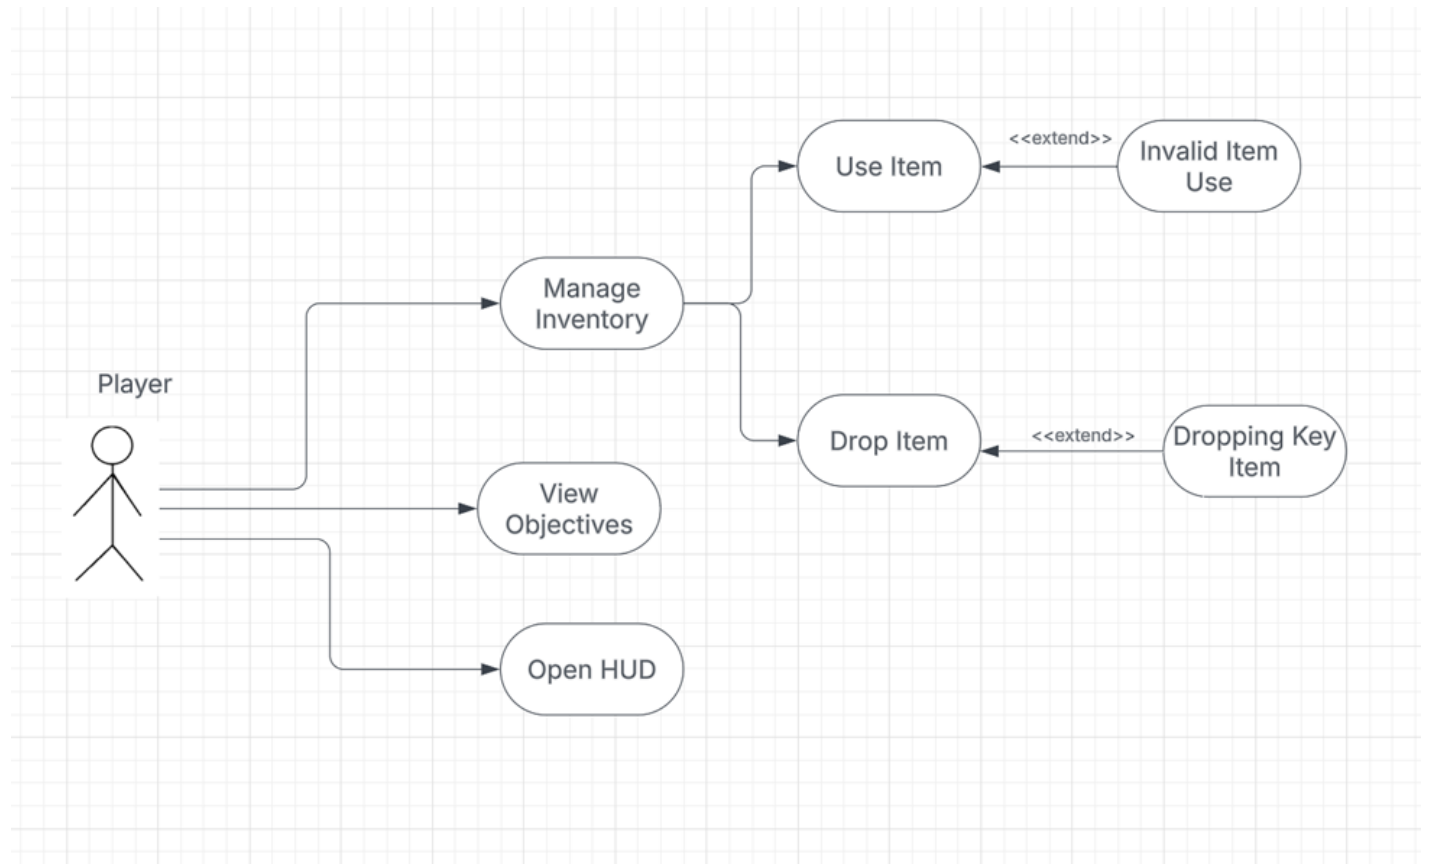 <<extend>>
Invalid Item
Use
Use Item
Manage
Inventory
Player
<<extend>>
Dropping Key
Item
Drop Item
View
Objectives
Open HUD